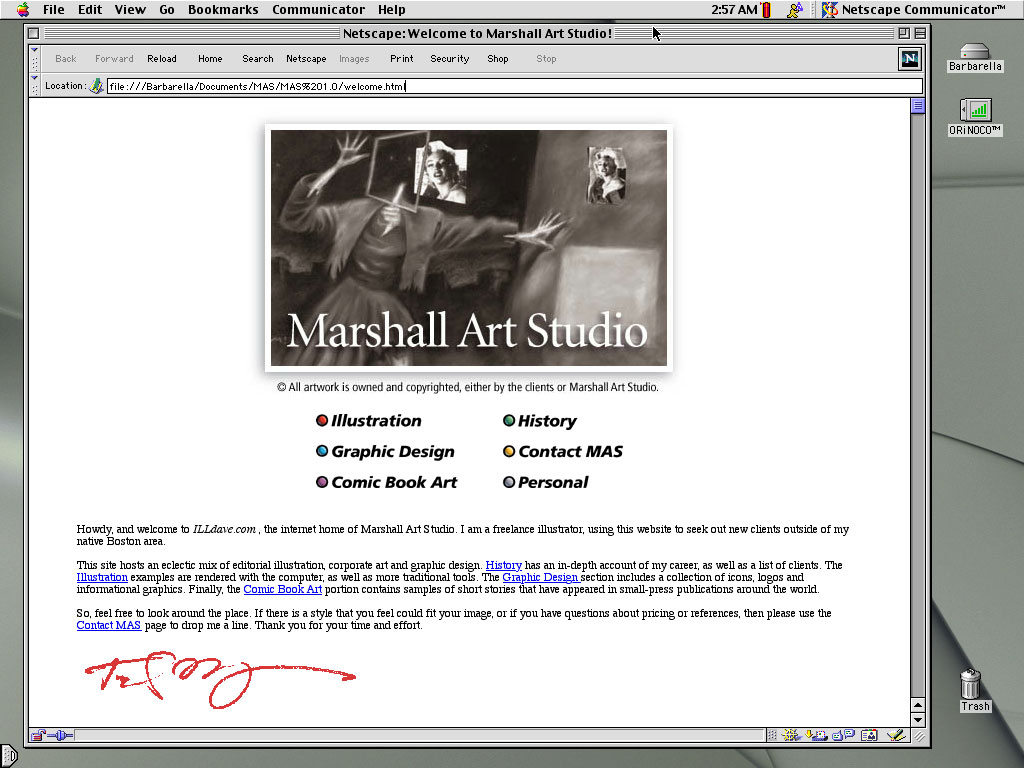 File Edit View Go Bookmarks Communicator Help 2:57 AM Netscape Communicator™
Netscape: Welcome to Marshall Art Studio!
Back Forward Reload Home Search Netscape Images Print Security Shop Stop
N
Location: file:///Barbarella/Documents/MAS/MAS%201.0/welcome.html
Barbarella
ORiNOCO™
Marshall Art Studio
© All artwork is owned and copyrighted, either by the clients or Marshall Art Studio.
Illustration History
Graphic Design Contact MAS
Comic Book Art Personal
Howdy, and welcome to ILLdave.com , the internet home of Marshall Art Studio. I am a freelance illustrator, using this website to seek out new clients outside of my
native Boston area.
This site hosts an eclectic mix of editorial illustration, corporate art and graphic design. History has an in-depth account of my career, as well as a list of clients. The
Illustration examples are rendered with the computer, as well as more traditional tools. The Graphic Design section includes a collection of icons, logos and
informational graphics. Finally, the Comic Book Art portion contains samples of short stories that have appeared in small-press publications around the world.
So, feel free to look around the place. If there is a style that you feel could fit your image, or if you have questions about pricing or references, then please use the
Contact MAS page to drop me a line. Thank you for your time and effort.
Trash